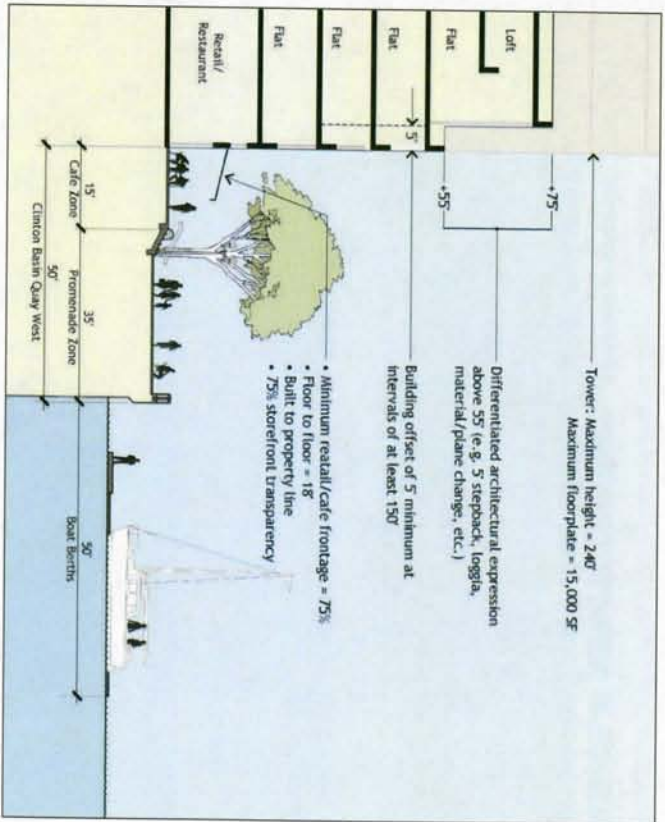 Tower: Maximum height = 240'
Maximum floorplate = 15,000 SF
+75'
+55'
Differentiated architectural expression
above 55' (e.g. 5' stepback, loggia,
material/plane change, etc.)
Building offset of 5' minimum at
intervals of at least 150'
5'
• Minimum reatail/cafe frontage = 75%
• Floor to floor = 18'
• Built to property line
• 75% storefront transparency
Loft
Flat
Flat
Flat
Flat
Retail/
Restaurant
15'
Cafe Zone
35'
Promenade Zone
50'
Clinton Basin Quay West
50'
Boat Berths